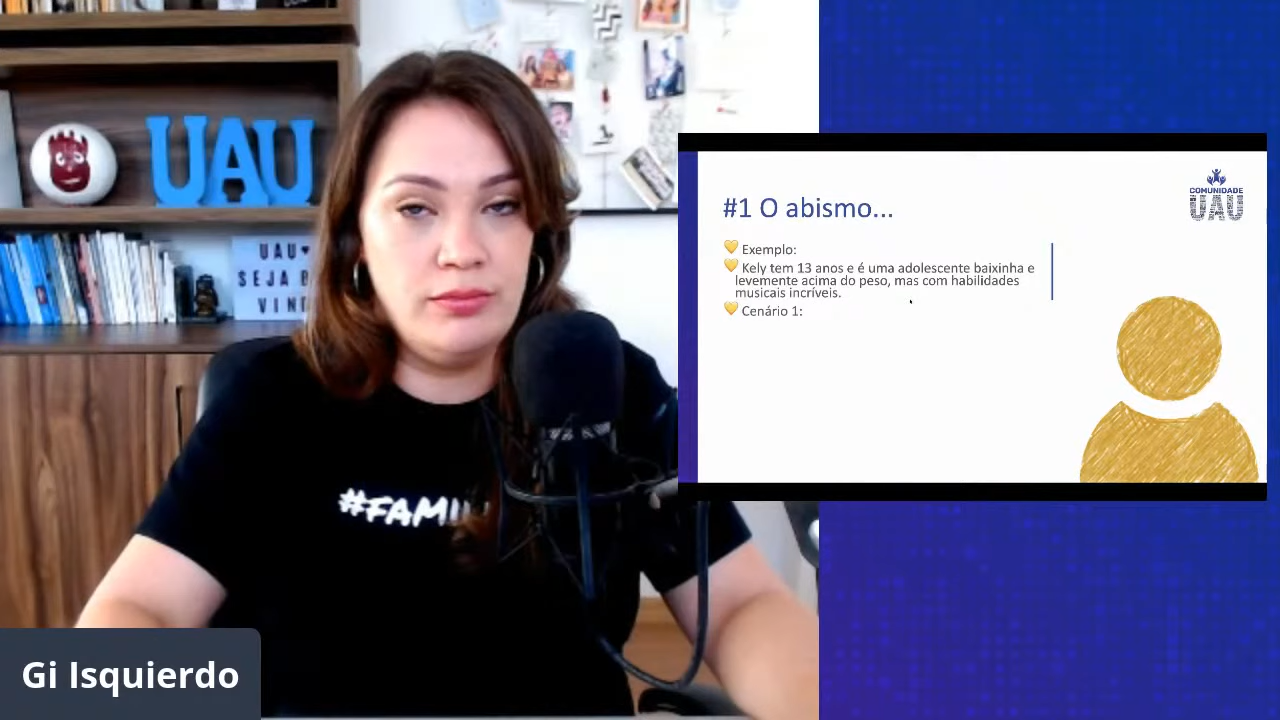 UAU
UAU♥
SEJA B
VIND
#FAMIL
Gi Isquierdo
#1 O abismo...
COMUNIDADE
UAU
💛 Exemplo:
💛 Kely tem 13 anos e é uma adolescente baixinha e
levemente acima do peso, mas com habilidades
musicais incríveis.
💛 Cenário 1: